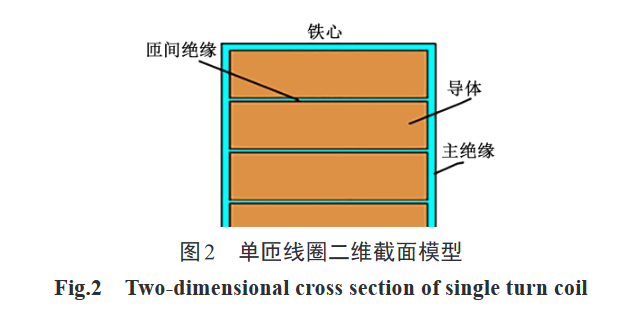 铁心
匝间绝缘
导体
主绝缘
图2 单匝线圈二维截面模型
Fig.2 Two-dimensional cross section of single turn coil